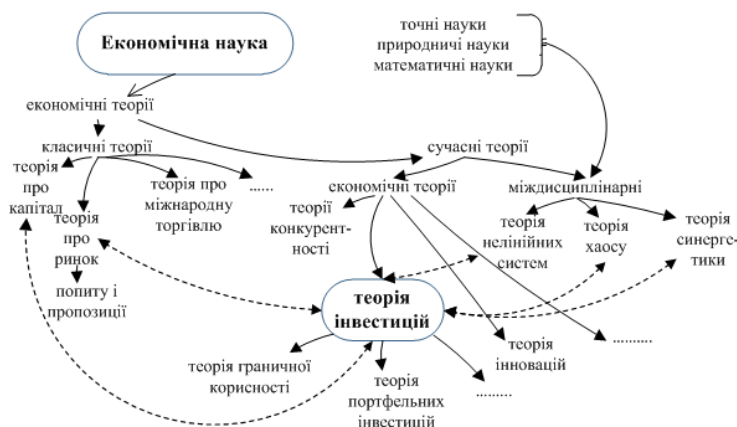 Економічна наука
точні науки
природничі науки
математичні науки
економічні теорії
класичні теорії
сучасні теорії
теорія
про
капітал
теорія про
міжнародну
торгівлю
......
економічні теорії
міждисциплінарні
теорія
про
ринок
теорії
конкурент-
ності
теорія
нелінійних
систем
теорія
хаосу
теорія
синерге-
тики
попиту і
пропозиції
теорія
інвестицій
теорія граничної
корисності
теорія
портфельних
інвестицій
.........
теорія
інновацій
..........